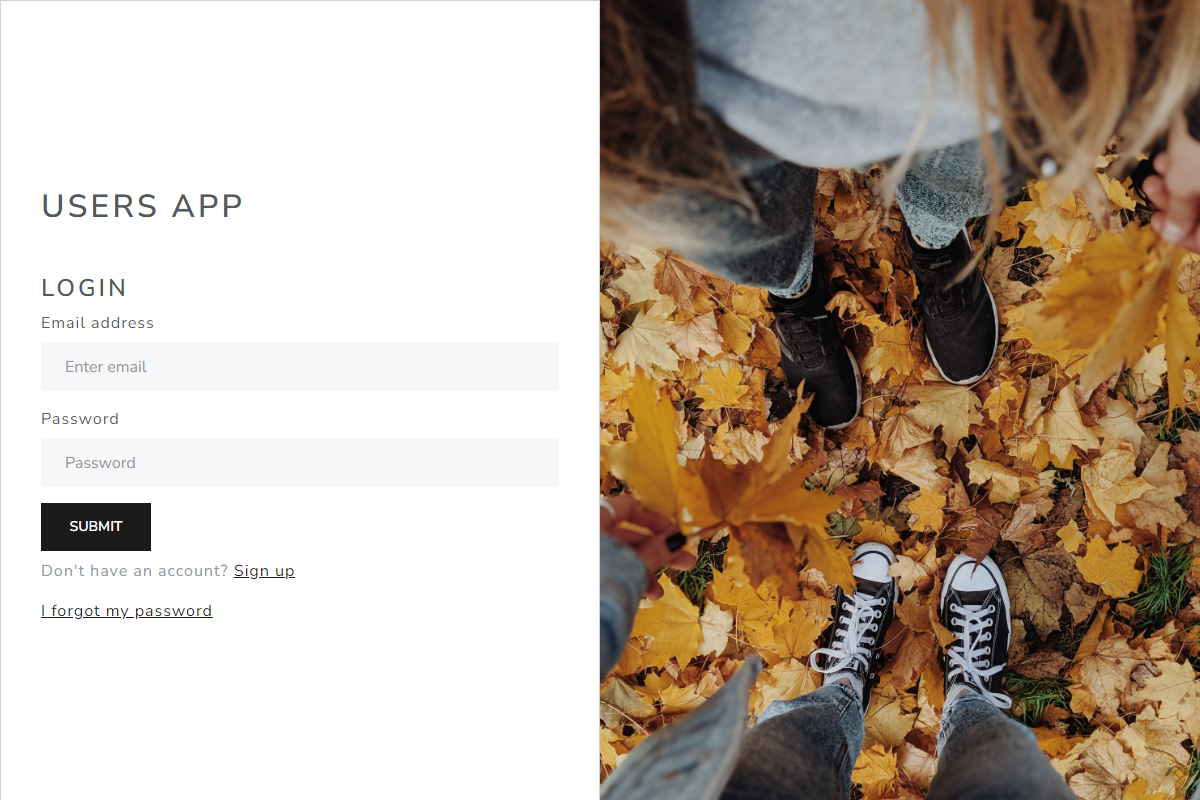 USERS APP
LOGIN
Email address
Enter email
Password
Password
SUBMIT
Don't have an account? Sign up
I forgot my password